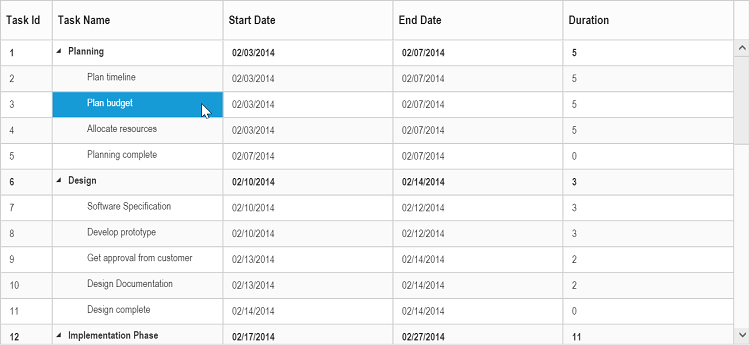 Task Id Task Name Start Date End Date Duration
1 Planning 02/03/2014 02/07/2014 5
2 Plan timeline 02/03/2014 02/07/2014 5
3 Plan budget 02/03/2014 02/07/2014 5
4 Allocate resources 02/03/2014 02/07/2014 5
5 Planning complete 02/07/2014 02/07/2014 0
6 Design 02/10/2014 02/14/2014 3
7 Software Specification 02/10/2014 02/12/2014 3
8 Develop prototype 02/10/2014 02/12/2014 3
9 Get approval from customer 02/13/2014 02/14/2014 2
10 Design Documentation 02/13/2014 02/14/2014 2
11 Design complete 02/14/2014 02/14/2014 0
12 Implementation Phase 02/17/2014 02/27/2014 11